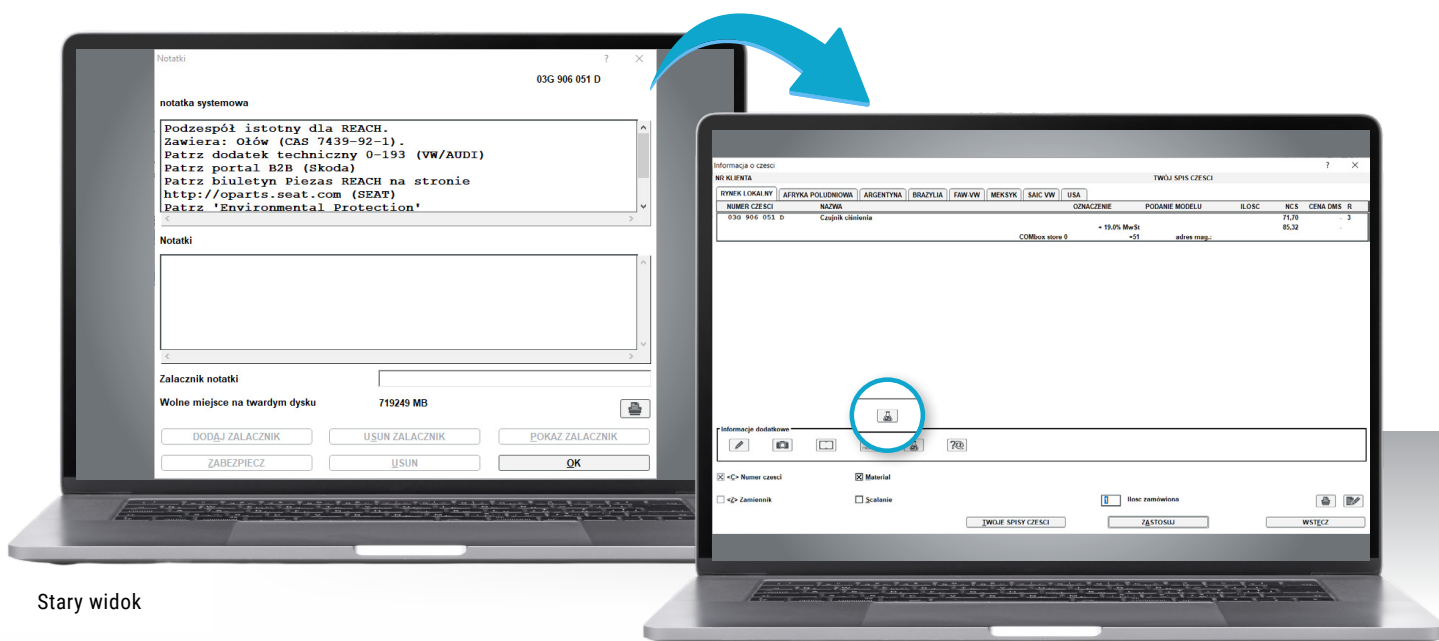 Notatki
03G 906 051 D
notatka systemowa
Podzespół istotny dla REACH.
Zawiera: Ołów (CAS 7439-92-1).
Patrz dodatek techniczny 0-193 (VW/AUDI)
Patrz portal B2B (Skoda)
Patrz biuletyn Piezas REACH na stronie
http://oparts.seat.com (SEAT)
Patrz 'Environmental Protection'
Notatki
Zalacznik notatki
Wolne miejsce na twardym dysku 719249 MB
DODAJ ZALACZNIK USUN ZALACZNIK POKAZ ZALACZNIK
ZABEZPIECZ USUN OK
Stary widok
Informacja o czesci
NR KLIENTA TWÓJ SPIS CZESCI
RYNEK LOKALNY AFRYKA POLUDNIOWA ARGENTYNA BRAZYLIA FAW-VW MEKSYK SAIC VW USA
NUMER CZESCI NAZWA OZNACZENIE PODANIE MODELU ILOSC NCS CENA DMS R
03G 906 051 D Czujnik ciśnienia 71,70 - 3
+ 19.0% MwSt 85,32 -
COMbox store 0 +51 adres mag.:
Informacje dodatkowe
<C> Numer czesci Material
<Z> Zamiennik Scalanie Ilosc zamówiona
TWOJE SPISY CZESCI ZASTOSUJ WSTECZ